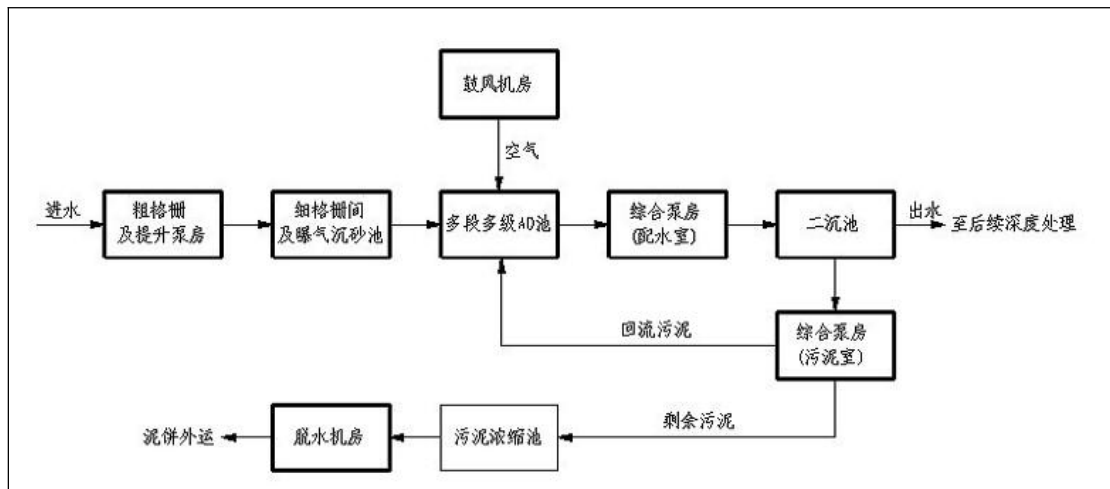 鼓风机房
空气
进水
粗格栅
及提升泵房
细格栅间
及曝气沉砂池
多段多级AO池
综合泵房
(配水室)
二沉池
出水
至后续深度处理
回流污泥
综合泵房
(污泥室)
剩余污泥
泥饼外运
脱水机房
污泥浓缩池